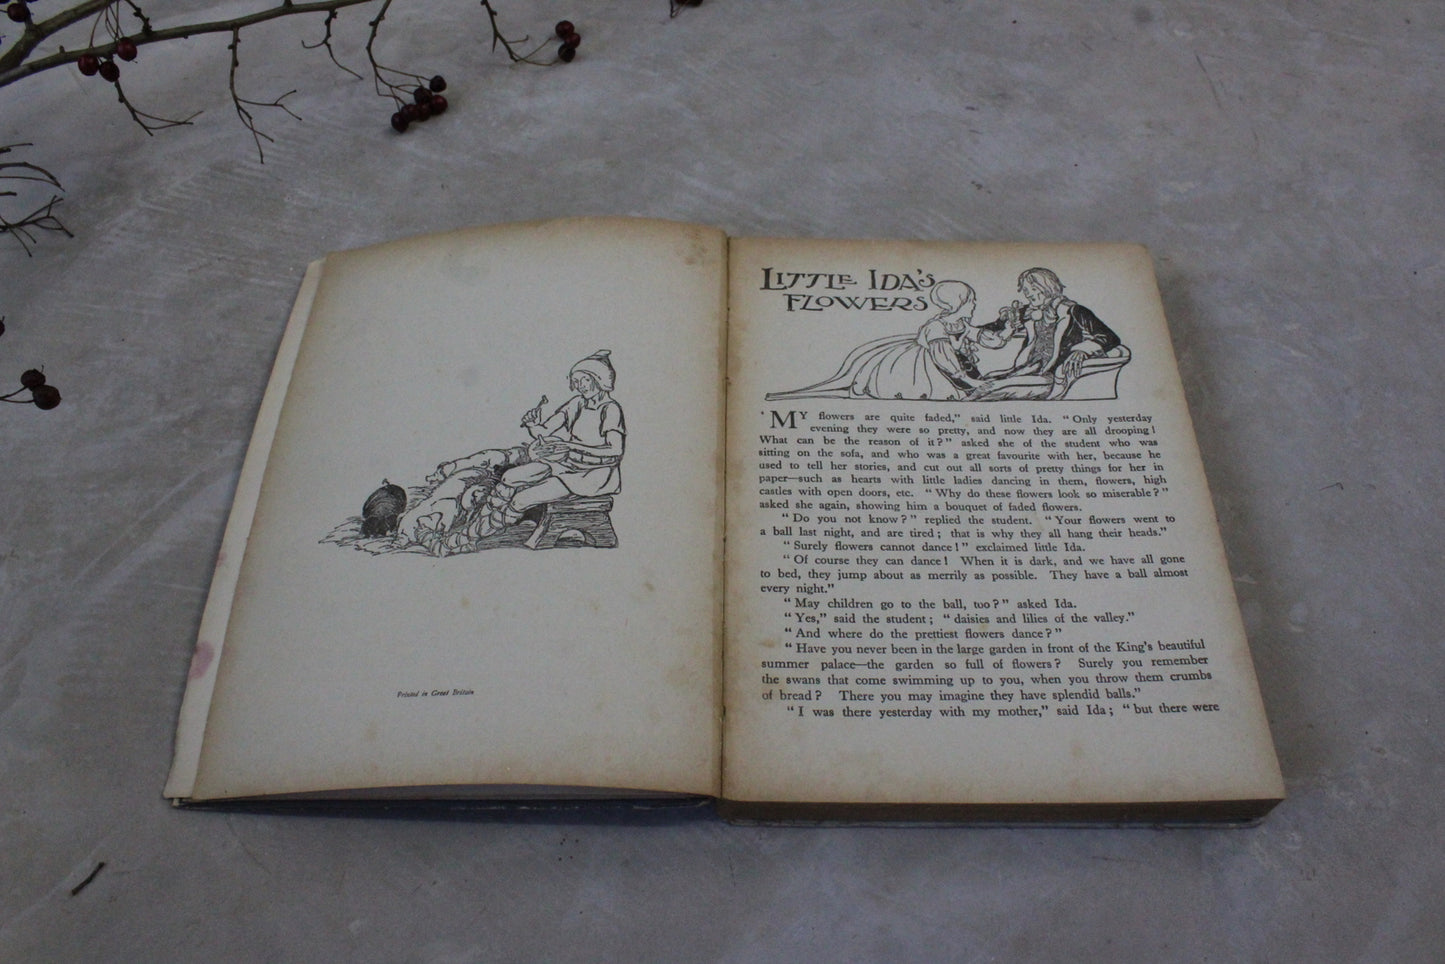 Printed in Great Britain
LITTLE IDA'S
FLOWERS
' MY flowers are quite faded," said little Ida. " Only yesterday
evening they were so pretty, and now they are all drooping !
What can be the reason of it ? " asked she of the student who was
sitting on the sofa, and who was a great favourite with her, because he
used to tell her stories, and cut out all sorts of pretty things for her in
paper—such as hearts with little ladies dancing in them, flowers, high
castles with open doors, etc. " Why do these flowers look so miserable ? "
asked she again, showing him a bouquet of faded flowers.
" Do you not know ? " replied the student. " Your flowers went to
a ball last night, and are tired ; that is why they all hang their heads."
" Surely flowers cannot dance ! " exclaimed little Ida.
" Of course they can dance ! When it is dark, and we have all gone
to bed, they jump about as merrily as possible. They have a ball almost
every night."
" May children go to the ball, too ? " asked Ida.
" Yes," said the student ; " daisies and lilies of the valley."
" And where do the prettiest flowers dance ? "
" Have you never been in the large garden in front of the King's beautiful
summer palace—the garden so full of flowers ? Surely you remember
the swans that come swimming up to you, when you throw them crumbs
of bread ? There you may imagine they have splendid balls."
" I was there yesterday with my mother," said Ida ; " but there were